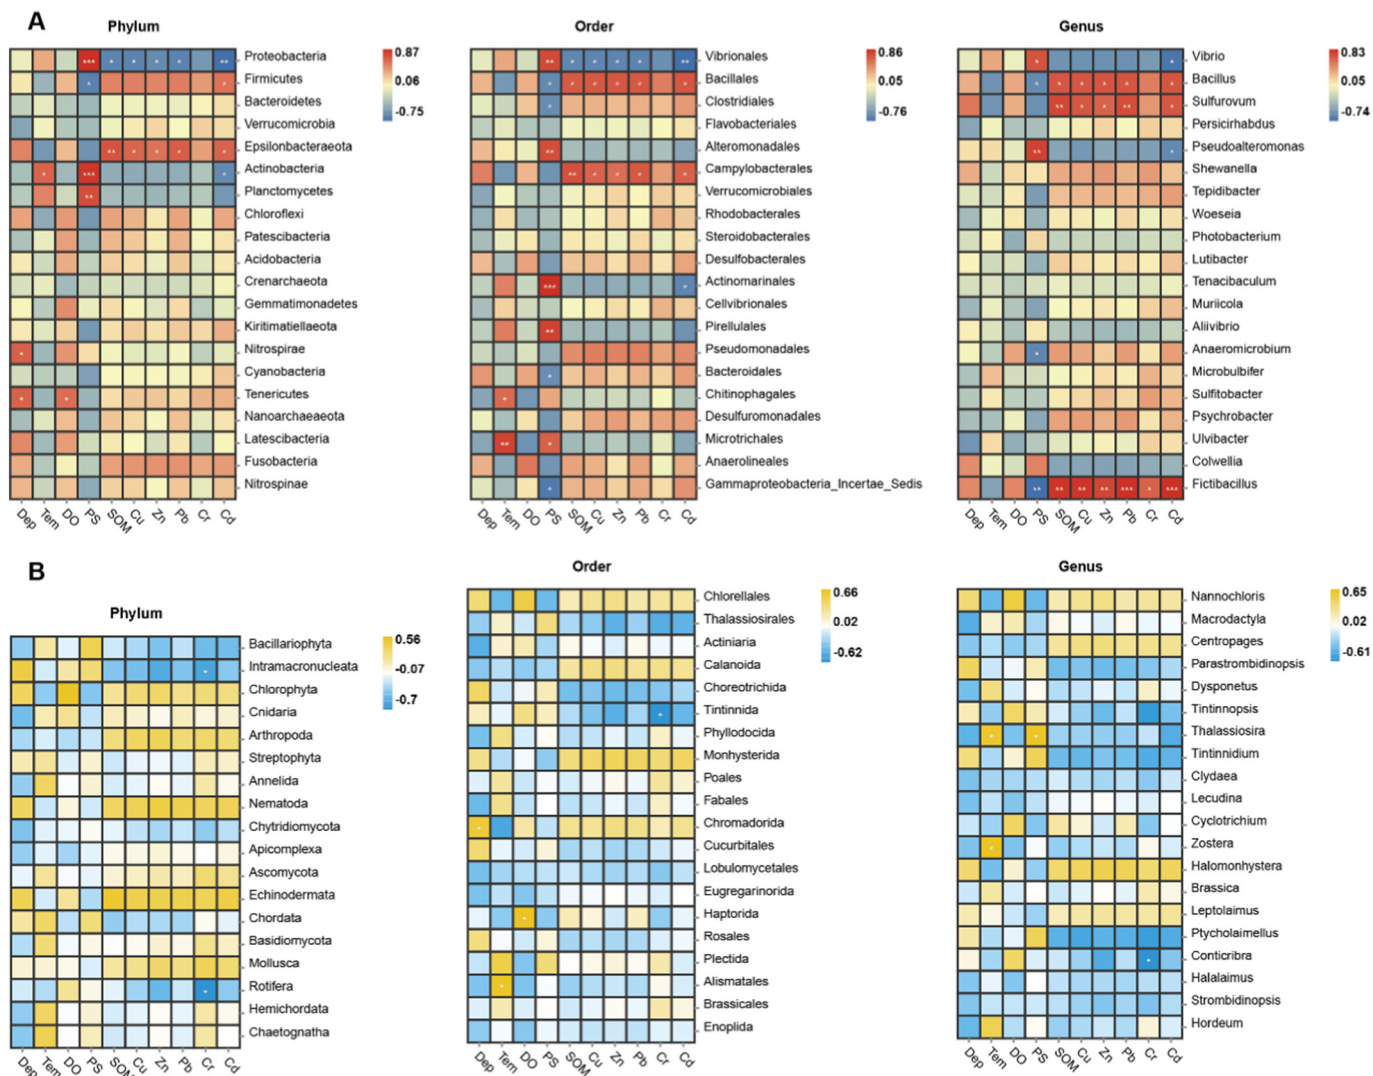 A
Phylum
Proteobacteria
Firmicutes
Bacteroidetes
Verrucomicrobia
Epsilonbacteraeota
Actinobacteria
Planctomycetes
Chloroflexi
Patescibacteria
Acidobacteria
Crenarchaeota
Gemmatimonadetes
Kiritimatiellaeota
Nitrospirae
Cyanobacteria
Tenericutes
Nanoarchaeaeota
Latescibacteria
Fusobacteria
Nitrospinae
0.87
0.06
-0.75
Dep Tem DO PS SOM Cu Zn Pb Cr Cd
Order
Vibrionales
Bacillales
Clostridiales
Flavobacteriales
Alteromonadales
Campylobacterales
Verrucomicrobiales
Rhodobacterales
Steroidobacterales
Desulfobacterales
Actinomarinales
Cellvibrionales
Pirellulales
Pseudomonadales
Bacteroidales
Chitinophagales
Desulfuromonadales
Microtrichales
Anaerolineales
Gammaproteobacteria_Incertae_Sedis
0.86
0.05
-0.76
Dep Tem DO PS SOM Cu Zn Pb Cr Cd
Genus
Vibrio
Bacillus
Sulfurovum
Persicirhabdus
Pseudoalteromonas
Shewanella
Tepidibacter
Woeseia
Photobacterium
Lutibacter
Tenacibaculum
Muriicola
Aliivibrio
Anaeromicrobium
Microbulbifer
Sulfitobacter
Psychrobacter
Ulvibacter
Colwellia
Fictibacillus
0.83
0.05
-0.74
Dep Tem DO PS SOM Cu Zn Pb Cr Cd
B
Phylum
Bacillariophyta
Intramacronucleata
Chlorophyta
Cnidaria
Arthropoda
Streptophyta
Annelida
Nematoda
Chytridiomycota
Apicomplexa
Ascomycota
Echinodermata
Chordata
Basidiomycota
Mollusca
Rotifera
Hemichordata
Chaetognatha
0.56
-0.07
-0.7
Dep Tem DO PS SOM Cu Zn Pb Cr Cd
Order
Chlorellales
Thalassiosirales
Actiniaria
Calanoida
Choreotrichida
Tintinnida
Phyllodocida
Monhysterida
Poales
Fabales
Chromadorida
Cucurbitales
Lobulomycetales
Eugregarinorida
Haptorida
Rosales
Plectida
Alismatales
Brassicales
Enoplida
0.66
0.02
-0.62
Dep Tem DO PS SOM Cu Zn Pb Cr Cd
Genus
Nannochloris
Macrodactyla
Centropages
Parastrombidinopsis
Dysponetus
Tintinnopsis
Thalassiosira
Tintinnidium
Clydaea
Lecudina
Cyclotrichium
Zostera
Halomonhystera
Brassica
Leptolaimus
Ptycholaimellus
Conticribra
Halalaimus
Strombidinopsis
Hordeum
0.65
0.02
-0.61
Dep Tem DO PS SOM Cu Zn Pb Cr Cd